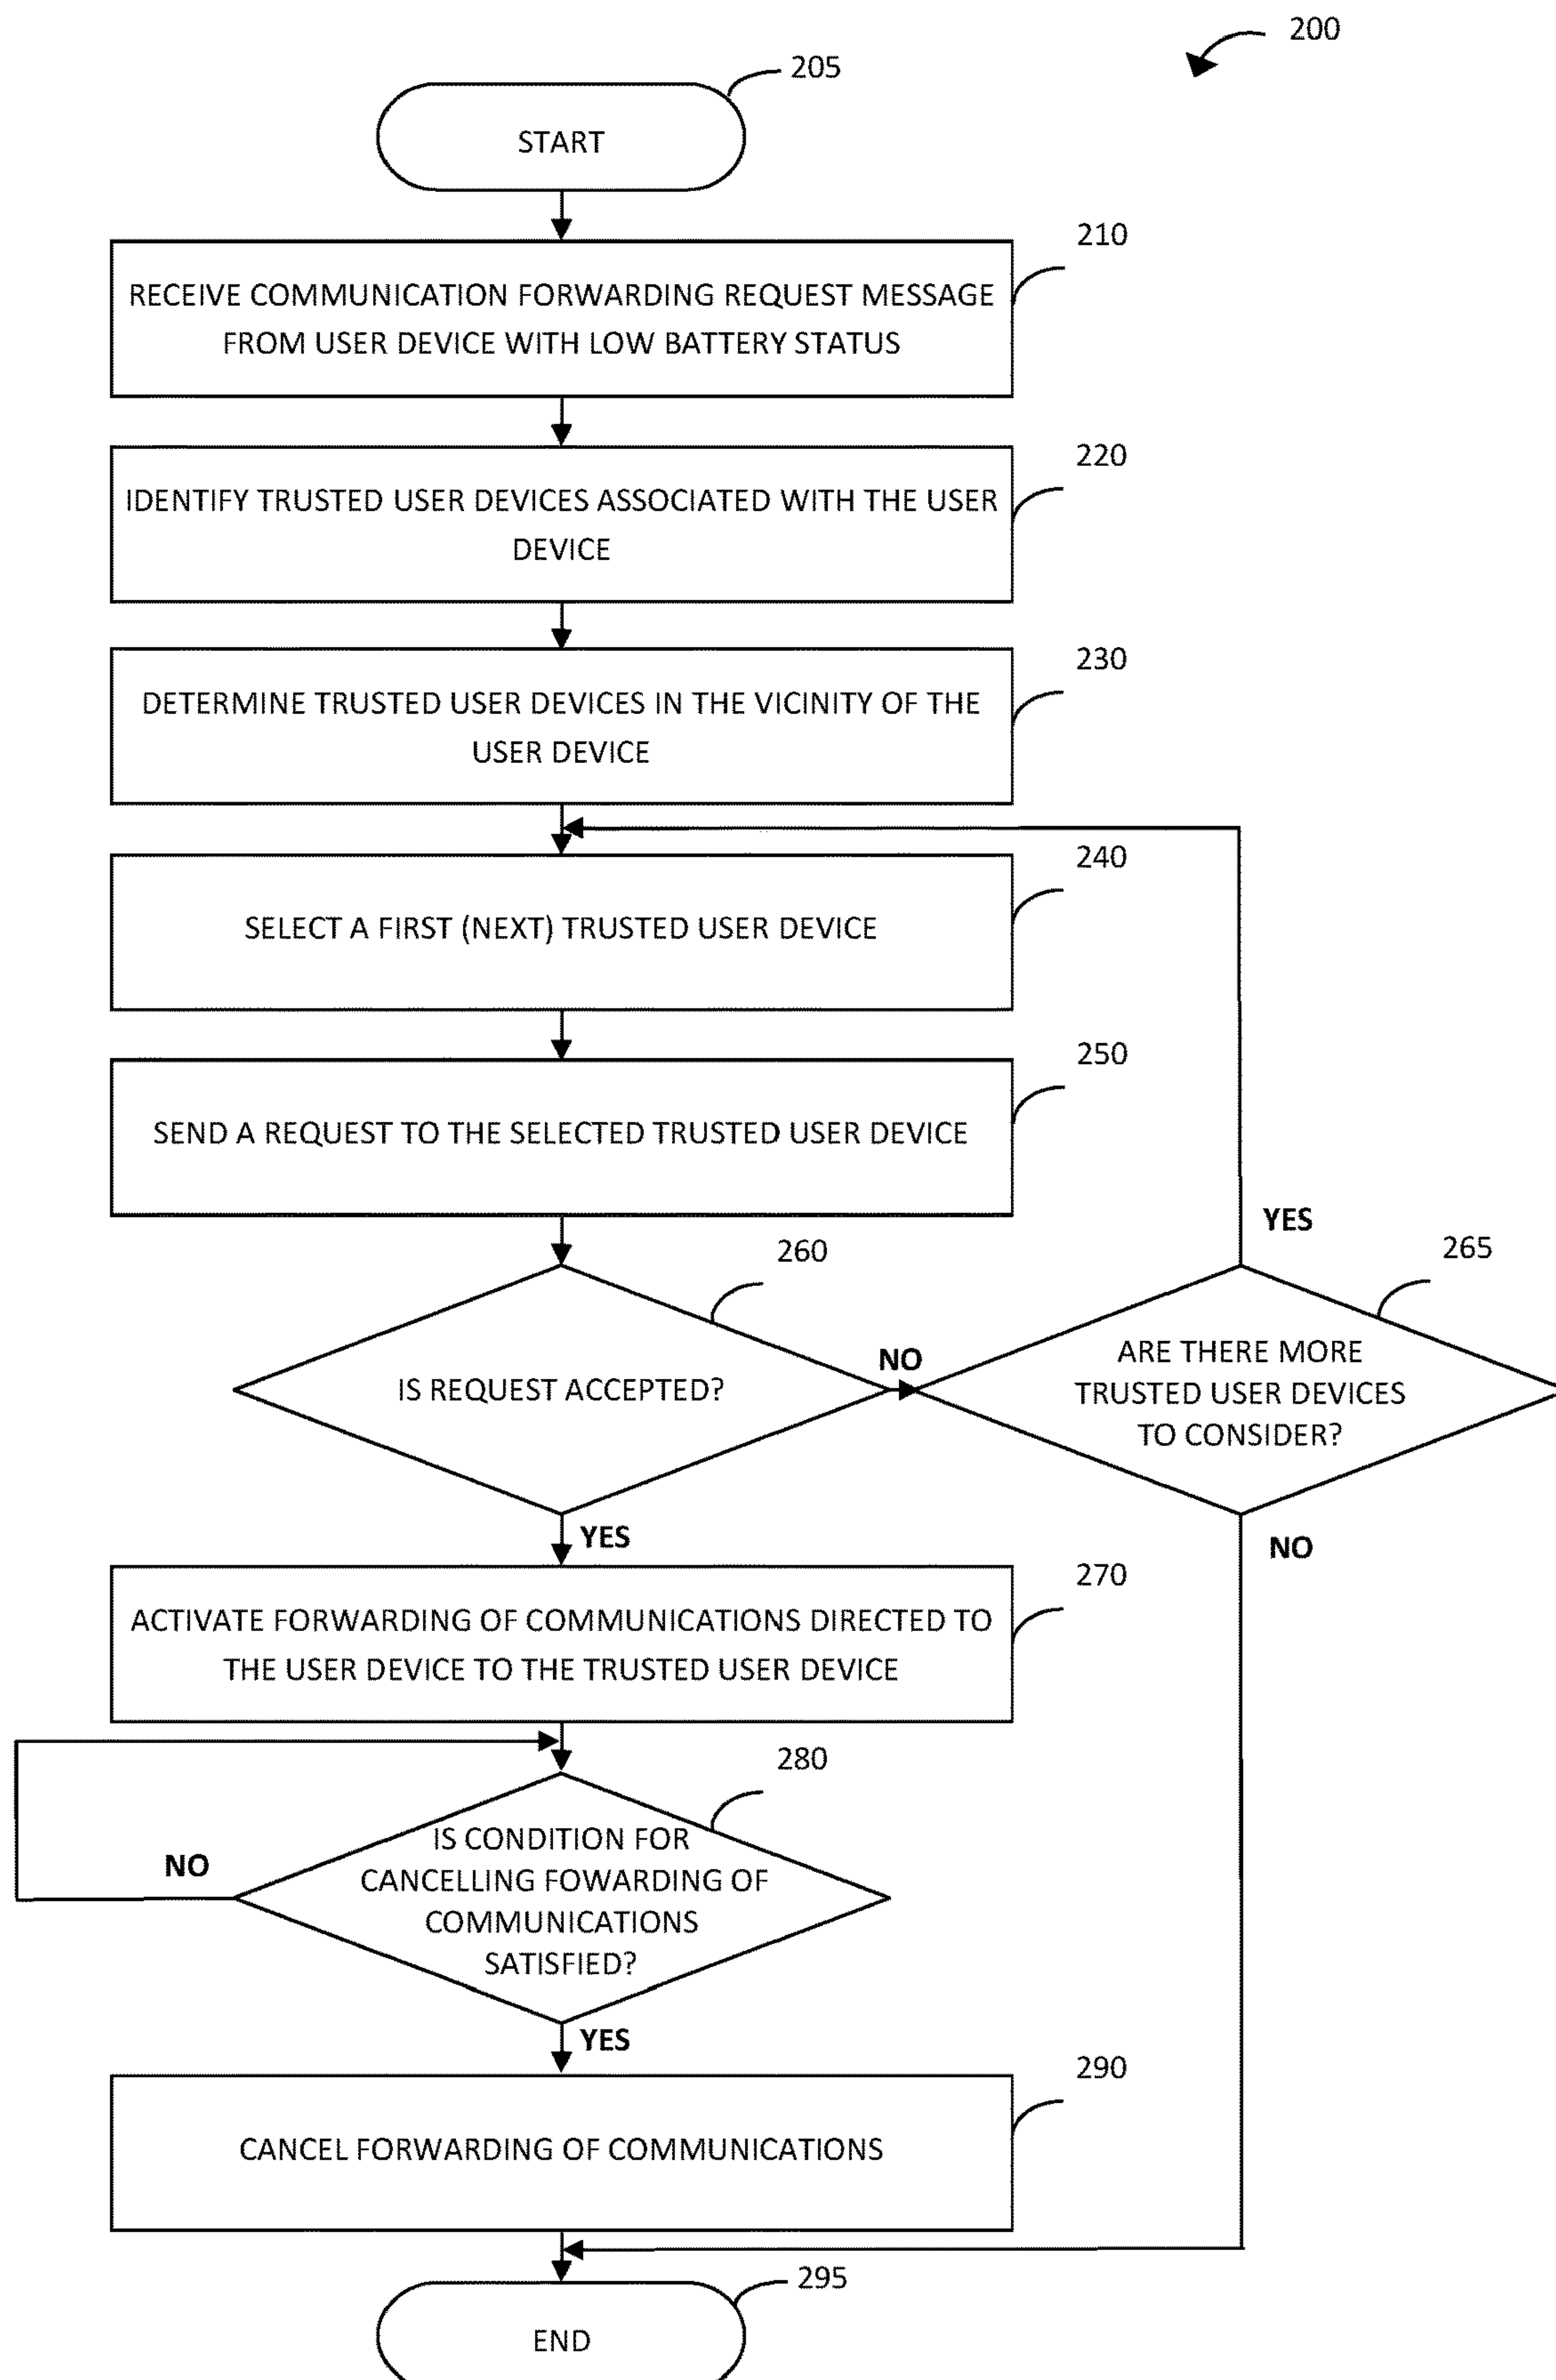 200
205
START
210
RECEIVE COMMUNICATION FORWARDING REQUEST MESSAGE
FROM USER DEVICE WITH LOW BATTERY STATUS
220
IDENTIFY TRUSTED USER DEVICES ASSOCIATED WITH THE USER
DEVICE
230
DETERMINE TRUSTED USER DEVICES IN THE VICINITY OF THE
USER DEVICE
240
SELECT A FIRST (NEXT) TRUSTED USER DEVICE
250
SEND A REQUEST TO THE SELECTED TRUSTED USER DEVICE
YES
260
265
NO
IS REQUEST ACCEPTED?
ARE THERE MORE
TRUSTED USER DEVICES
TO CONSIDER?
YES
NO
270
ACTIVATE FORWARDING OF COMMUNICATIONS DIRECTED TO
THE USER DEVICE TO THE TRUSTED USER DEVICE
280
NO
IS CONDITION FOR
CANCELLING FOWARDING OF
COMMUNICATIONS
SATISFIED?
YES
290
CANCEL FORWARDING OF COMMUNICATIONS
295
END